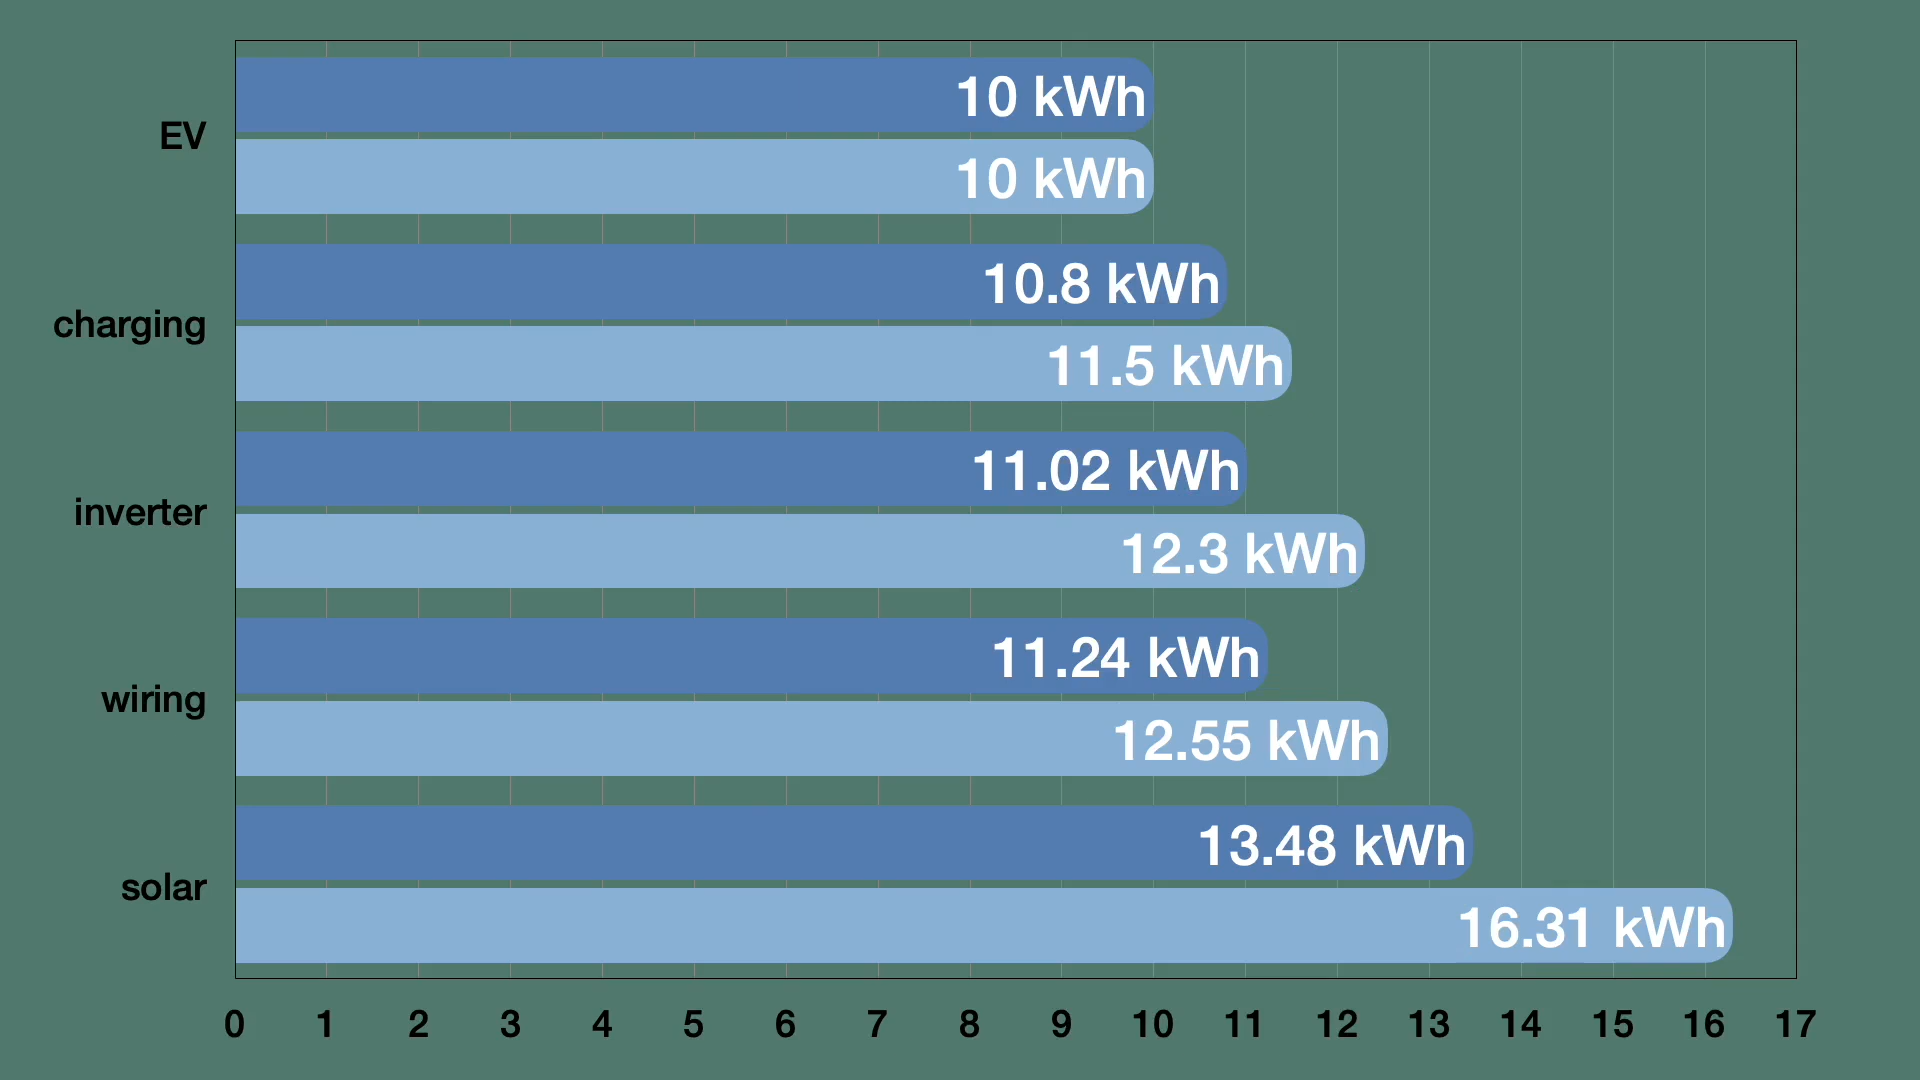 EV
10 kWh
10 kWh
charging
10.8 kWh
11.5 kWh
inverter
11.02 kWh
12.3 kWh
wiring
11.24 kWh
12.55 kWh
solar
13.48 kWh
16.31 kWh
0 1 2 3 4 5 6 7 8 9 10 11 12 13 14 15 16 17